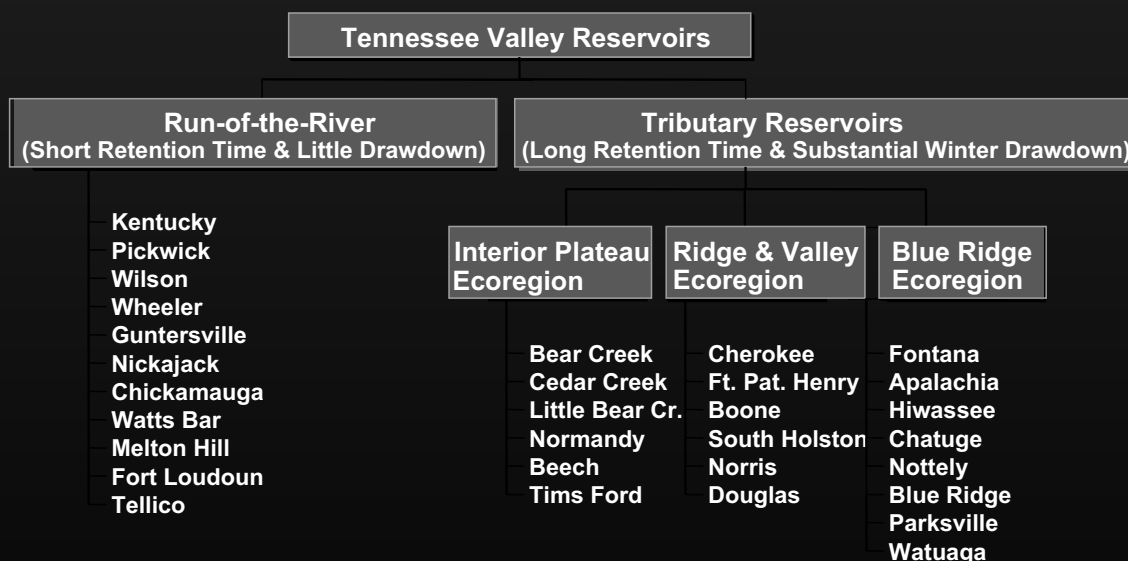 Tennessee Valley Reservoirs
Run-of-the-River
(Short Retention Time & Little Drawdown)
Kentucky
Pickwick
Wilson
Wheeler
Guntersville
Nickajack
Chickamauga
Watts Bar
Melton Hill
Fort Loudoun
Tellico
Tributary Reservoirs
(Long Retention Time & Substantial Winter Drawdown)
Interior Plateau
Ecoregion
Bear Creek
Cedar Creek
Little Bear Cr.
Normandy
Beech
Tims Ford
Ridge & Valley
Ecoregion
Cherokee
Ft. Pat. Henry
Boone
South Holston
Norris
Douglas
Blue Ridge
Ecoregion
Fontana
Apalachia
Hiwassee
Chatuge
Nottely
Blue Ridge
Parksville
Watuaga